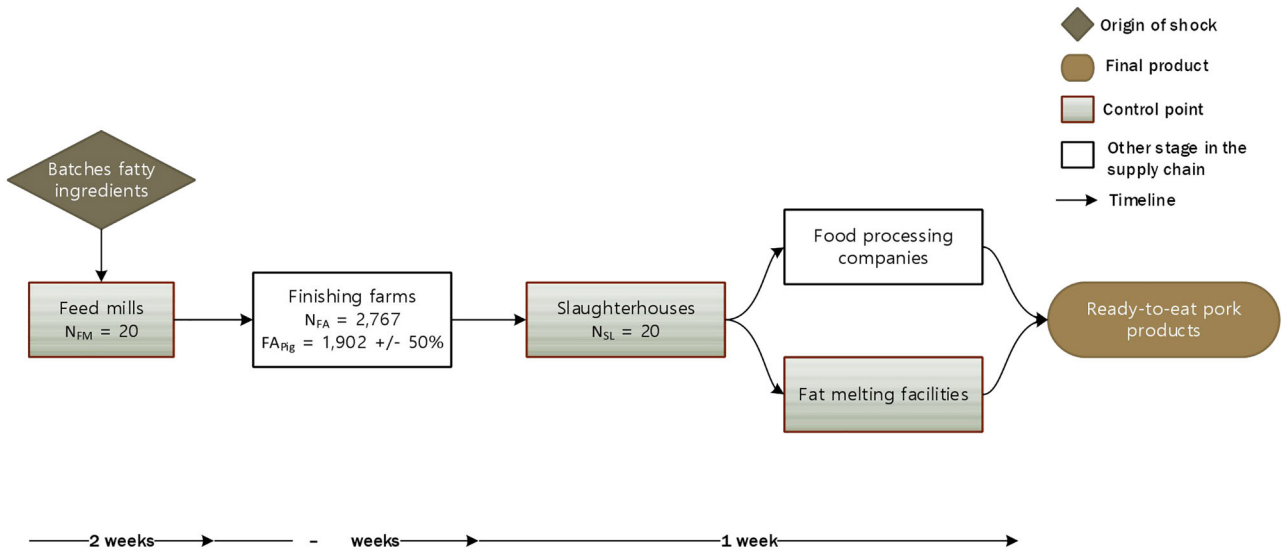 Origin of shock
Final product
Control point
Other stage in the
supply chain
Timeline
Batches fatty
ingredients
Feed mills
N_FM = 20
Finishing farms
N_FA = 2,767
FA_Pig = 1,902 +/- 50%
Slaughterhouses
N_SL = 20
Food processing
companies
Fat melting facilities
Ready-to-eat pork
products
2 weeks
- weeks
1 week